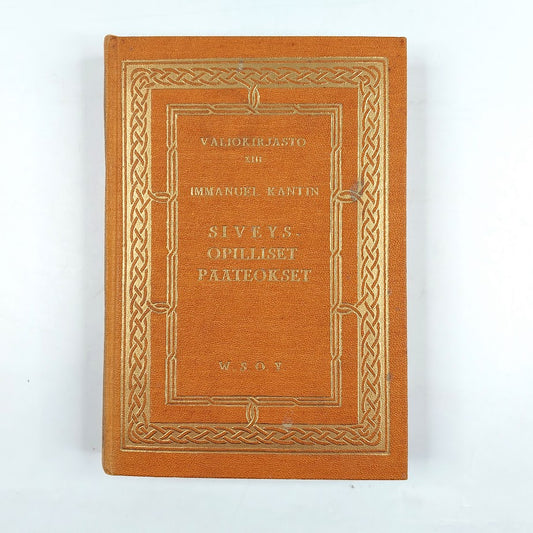 VALIOKIRJASTO
XIII
IMMANUEL KANTIN
SIVEYS-
OPILLISET
PÄÄTEOKSET
W.S.O.Y.